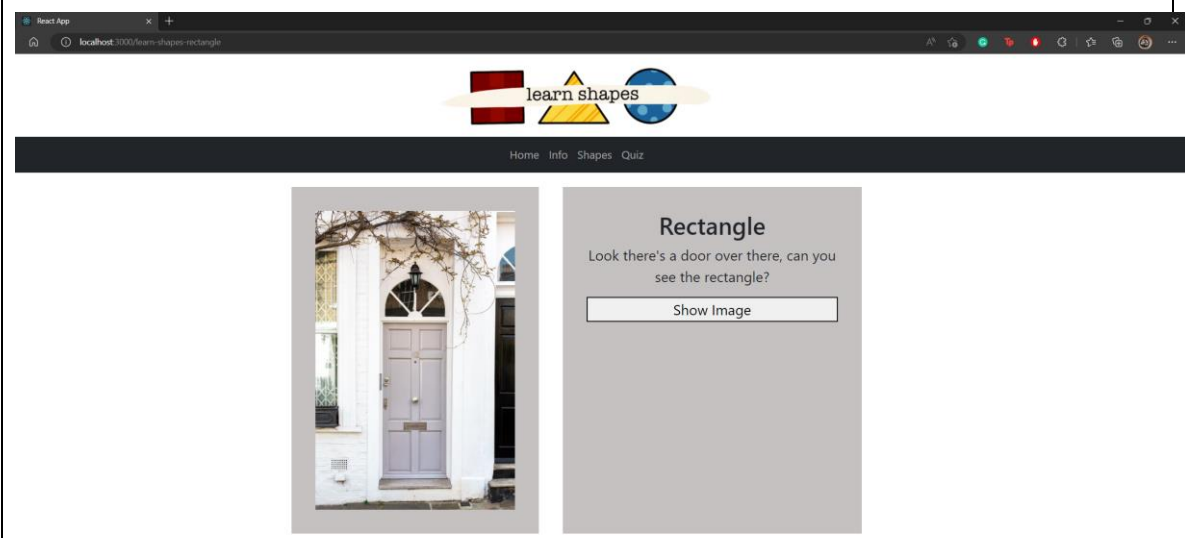 React App
localhost:3000/learn-shapes-rectangle
learn shapes
Home Info Shapes Quiz
Rectangle
Look there's a door over there, can you
see the rectangle?
Show Image